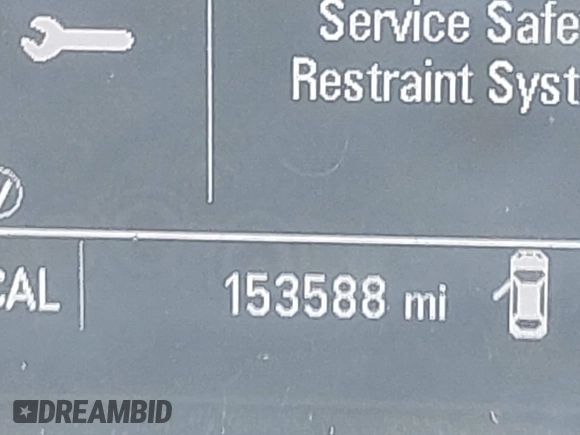 Service Safe
Restraint Syst
CAL
153588 mi
DREAMBID